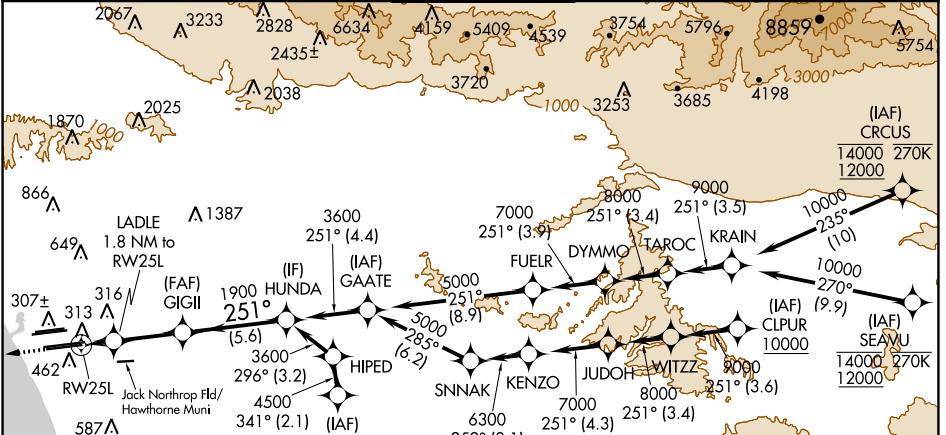 2067
3233
2828
6634
4159
5409
4539
3754
5796
8859
5754
2435±
3720
3000
4198
3685
3253
2038
1000
2025
1870
1000
(IAF)
CRCUS
14000 270K
12000
866
1387
LADLE
1.8 NM to
RW25L
649
3600
251° (4.4)
7000
251° (3.9)
8000
251° (3.4)
9000
251° (3.5)
10000
235°
(10)
(IAF)
GAATE
FUELR
DYMMO
TAROC
KRAIN
(FAF)
GIGII
(IF)
HUNDA
1900
251°
(5.6)
5000
251°
(8.9)
10000
270°
(9.9)
307±
313
316
462
RW25L
5000
285°
(6.2)
(IAF)
CLPUR
10000
(IAF)
SEAVU
14000 270K
12000
3600
296° (3.2)
HIPED
SNNAK
KENZO
JUDOH
WITZZ
9000
251° (3.6)
Jack Northrop Fld/
Hawthorne Muni
4500
341° (2.1)
(IAF)
8000
251° (3.4)
7000
251° (4.3)
6300
587